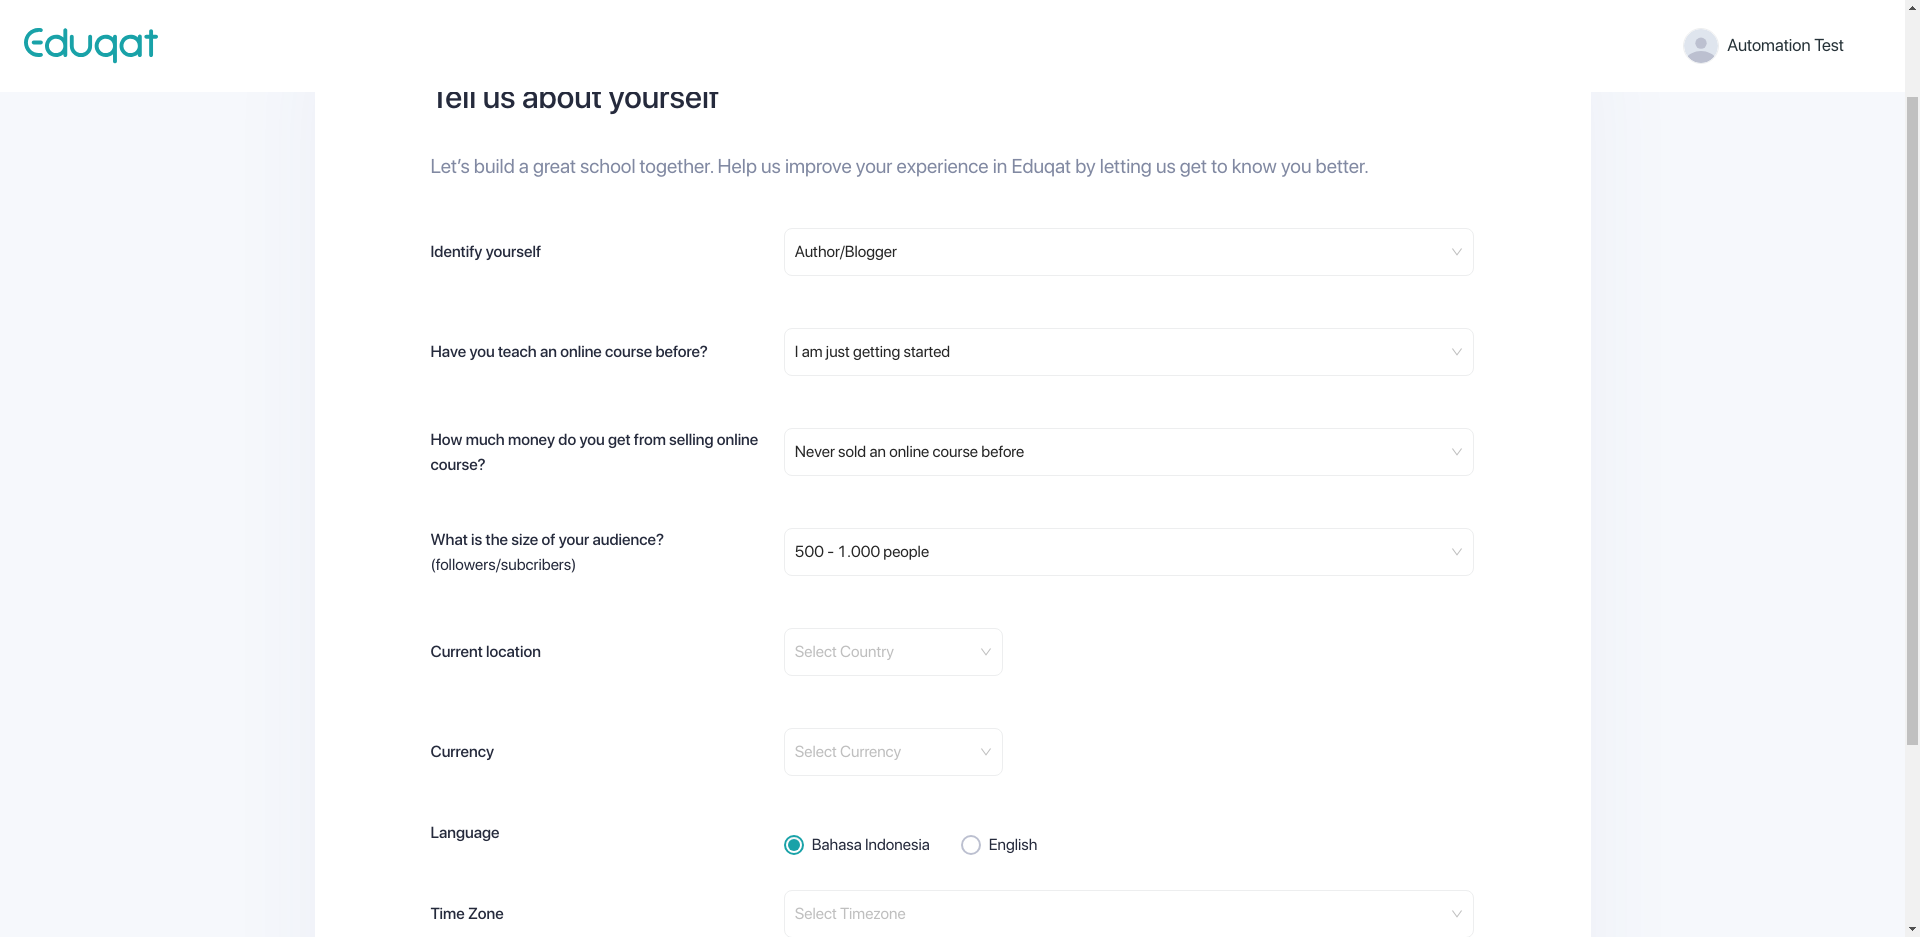 Eduqat
Automation Test
Tell us about yourself
Let's build a great school together. Help us improve your experience in Eduqat by letting us get to know you better.
Identify yourself
Author/Blogger
Have you teach an online course before?
I am just getting started
How much money do you get from selling online
course?
Never sold an online course before
What is the size of your audience?
(followers/subcribers)
500 - 1.000 people
Current location
Select Country
Currency
Select Currency
Language
Bahasa Indonesia
English
Time Zone
Select Timezone